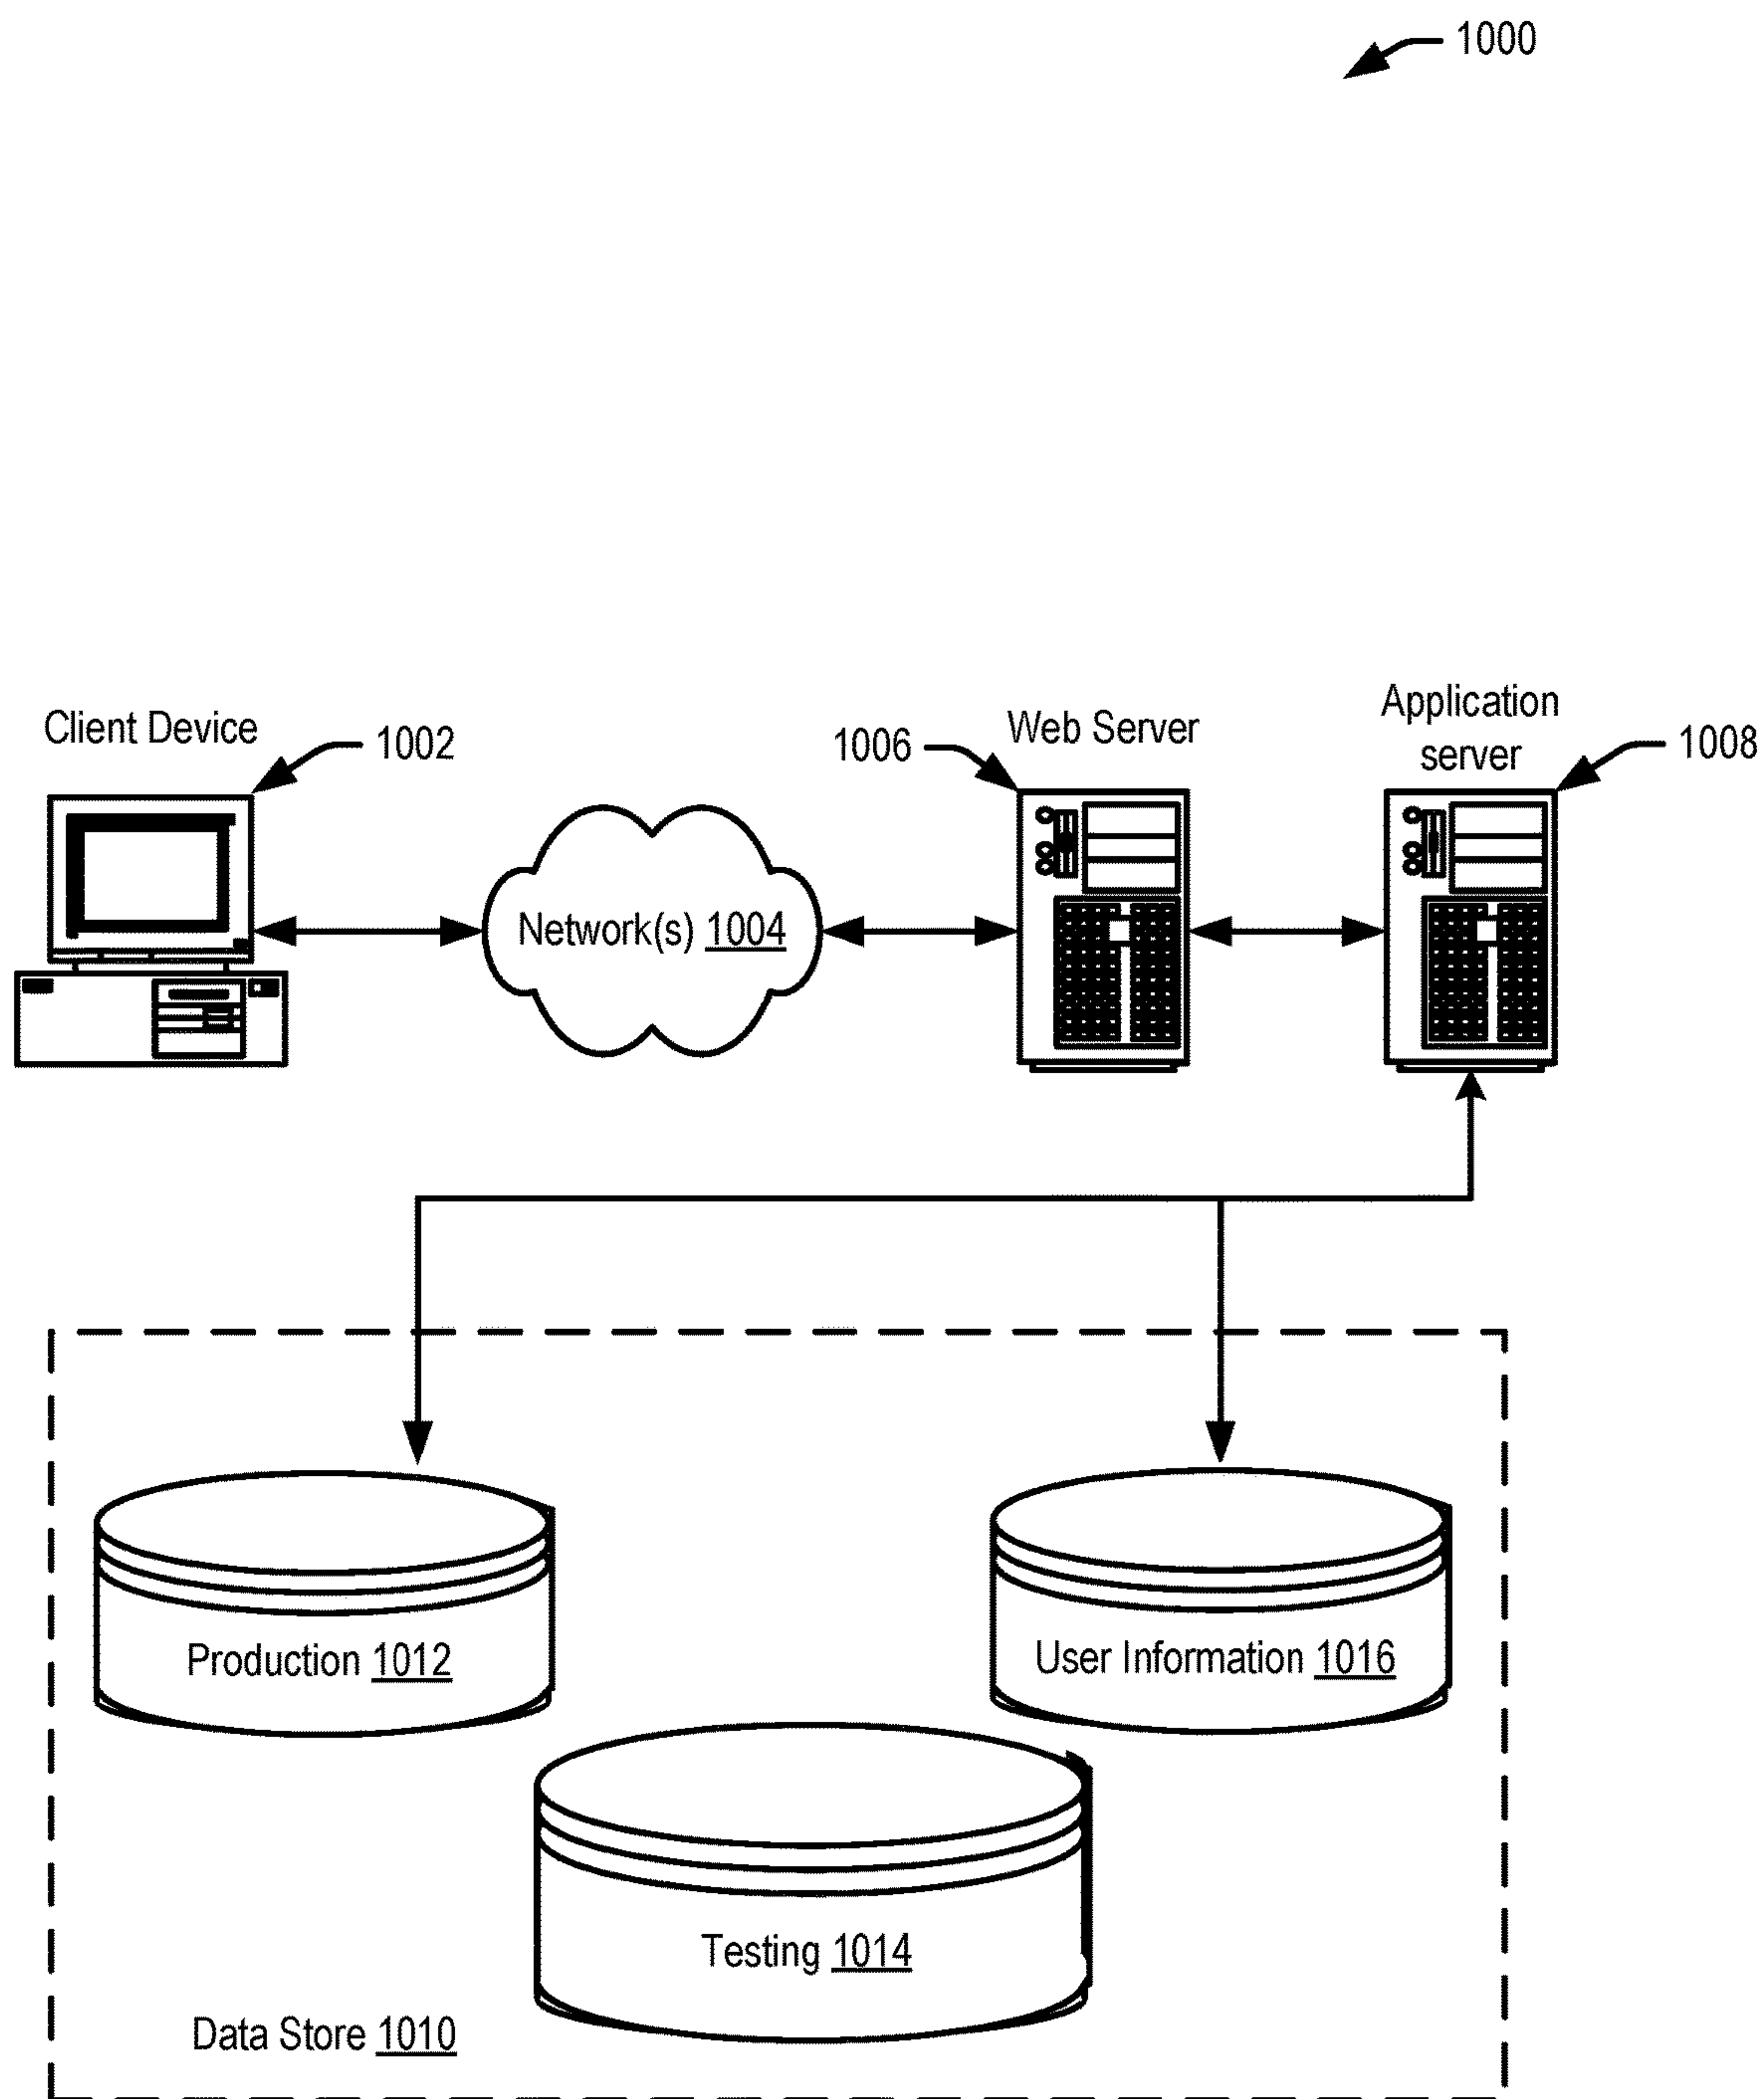 1000
Client Device
1002
1006
Web Server
Application
server
1008
Network(s) 1004
Production 1012
User Information 1016
Testing 1014
Data Store 1010